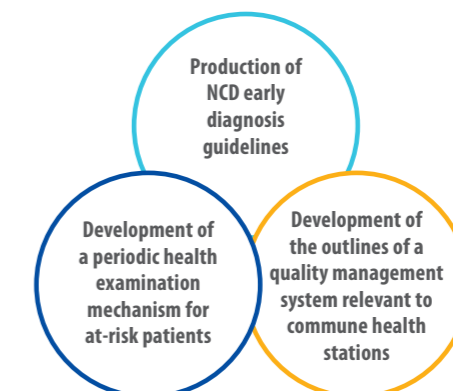 Production of
NCD early
diagnosis
guidelines
Development of
a periodic health
examination
mechanism for
at-risk patients
Development of
the outlines of a
quality management
system relevant to
commune health
stations